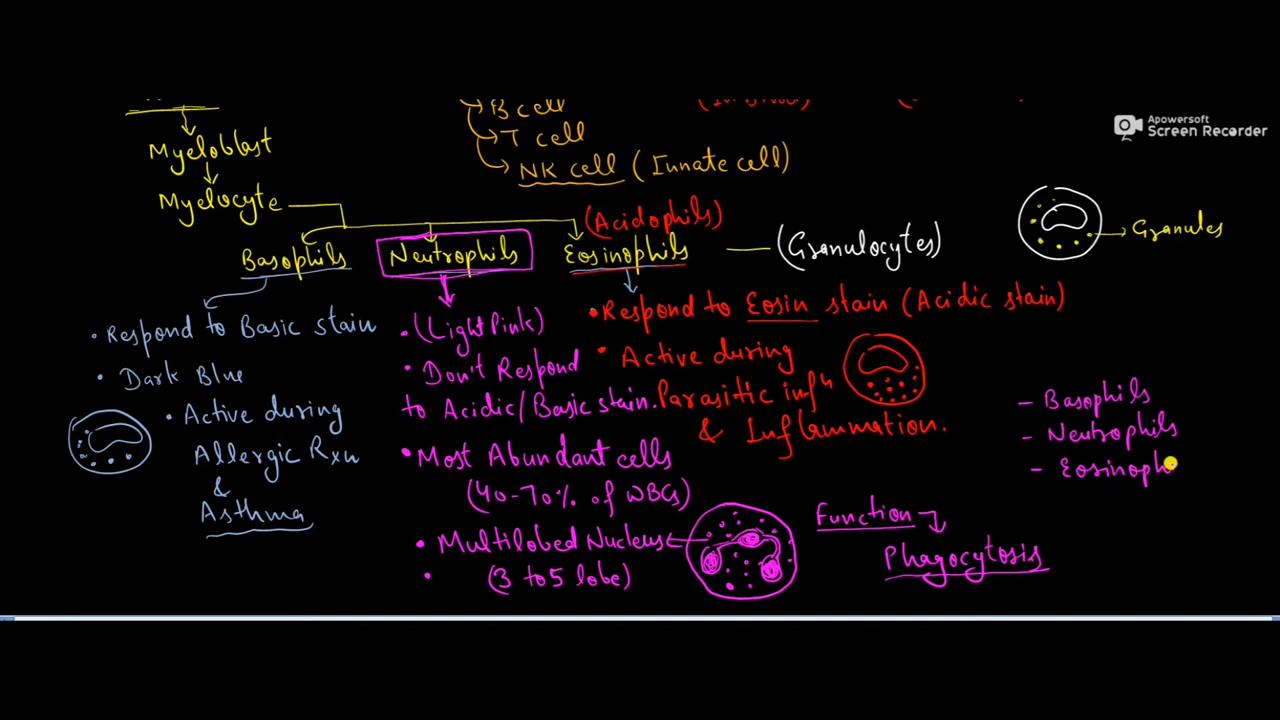 B cell
T cell
NK cell (Innate cell)
Apowersoft
Screen Recorder
Myeloblast
Myelocyte
(Acidophils)
Basophils
Neutrophils
Eosinophils
(Granulocytes)
Granules
• Respond to Basic stain
• Dark Blue
• Active during
Allergic Rxn
&
Asthma
• (Light Pink)
• Don't Respond
to Acidic/Basic stain.
• Most Abundant cells
(40-70% of WBCs)
• Multilobed Nucleus
• (3 to 5 lobe)
• Respond to Eosin stain (Acidic stain)
• Active during
Parasitic infn
& Inflammation.
Function
Phagocytosis
- Basophils
- Neutrophils
- Eosinoph